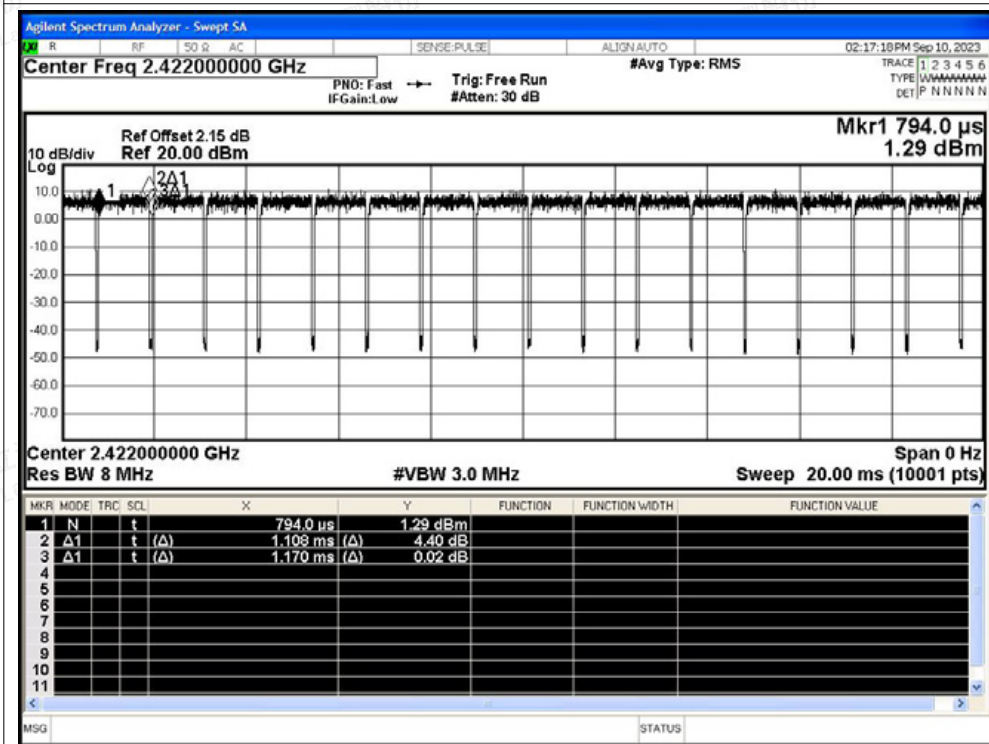 Agilent Spectrum Analyzer - Swept SA
LXI R RF 50 Ω AC SENSE:PULSE ALIGN AUTO 02:17:18 PM Sep 10, 2023
Center Freq 2.422000000 GHz #Avg Type: RMS TRACE 1 2 3 4 5 6
PNO: Fast Trig: Free Run TYPE WWWWWW
IFGain:Low #Atten: 30 dB DET P N N N N N
Mkr1 794.0 µs
Ref Offset 2.15 dB
10 dB/div Ref 20.00 dBm 1.29 dBm
Log
10.0
1
2Δ1
3Δ1
0.00
-10.0
-20.0
-30.0
-40.0
-50.0
-60.0
-70.0
Center 2.422000000 GHz Span 0 Hz
Res BW 8 MHz #VBW 3.0 MHz Sweep 20.00 ms (10001 pts)
MKR MODE TRC SCL X Y FUNCTION FUNCTION WIDTH FUNCTION VALUE
1 N t 794.0 µs 1.29 dBm
2 Δ1 t (Δ) 1.108 ms (Δ) 4.40 dB
3 Δ1 t (Δ) 1.170 ms (Δ) 0.02 dB
4
5
6
7
8
9
10
11
MSG STATUS